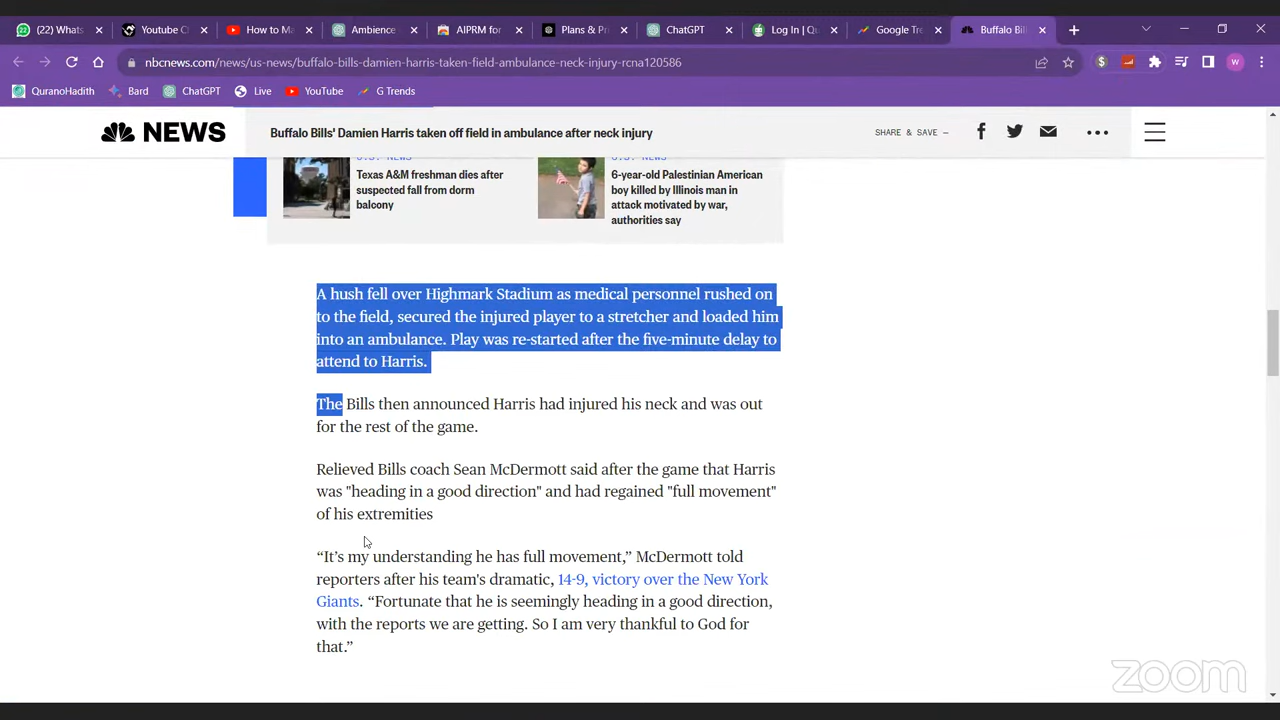 (22) Whats
Youtube C
How to Ma
Ambience
AIPRM for
Plans & Pri
ChatGPT
Log In | Qu
Google Tre
Buffalo Bil
nbcnews.com/news/us-news/buffalo-bills-damien-harris-taken-field-ambulance-neck-injury-rcna120586
W
QuranoHadith
Bard
ChatGPT
Live
YouTube
G Trends
NEWS
Buffalo Bills' Damien Harris taken off field in ambulance after neck injury
SHARE & SAVE —
Texas A&M freshman dies after
suspected fall from dorm
balcony
U.S. NEWS
6-year-old Palestinian American
boy killed by Illinois man in
attack motivated by war,
authorities say
A hush fell over Highmark Stadium as medical personnel rushed on
to the field, secured the injured player to a stretcher and loaded him
into an ambulance. Play was re-started after the five-minute delay to
attend to Harris.
The Bills then announced Harris had injured his neck and was out
for the rest of the game.
Relieved Bills coach Sean McDermott said after the game that Harris
was "heading in a good direction" and had regained "full movement"
of his extremities
“It’s my understanding he has full movement,” McDermott told
reporters after his team's dramatic, 14-9, victory over the New York
Giants. “Fortunate that he is seemingly heading in a good direction,
with the reports we are getting. So I am very thankful to God for
that.”
zoom